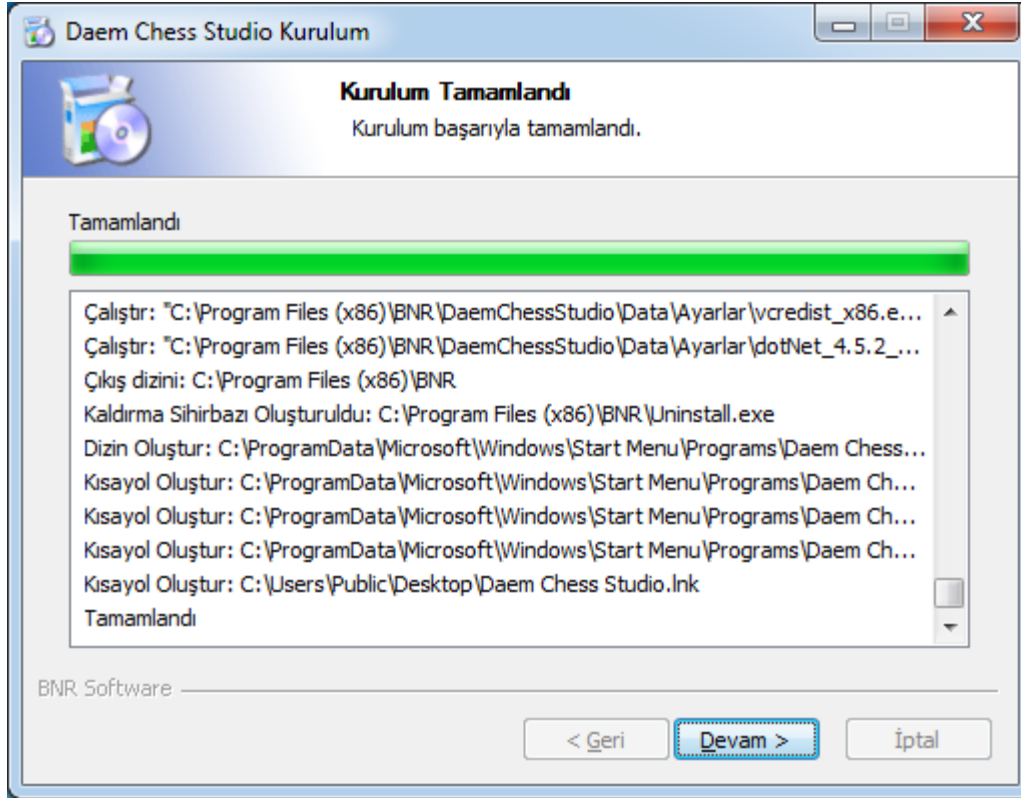 Daem Chess Studio Kurulum
Kurulum Tamamlandı
Kurulum başarıyla tamamlandı.
Tamamlandı
Çalıştır: "C:\Program Files (x86)\BNR\DaemChessStudio\Data\Ayarlar\vcredist_x86.e...
Çalıştır: "C:\Program Files (x86)\BNR\DaemChessStudio\Data\Ayarlar\dotNet_4.5.2_...
Çıkış dizini: C:\Program Files (x86)\BNR
Kaldırma Sihirbazı Oluşturuldu: C:\Program Files (x86)\BNR\Uninstall.exe
Dizin Oluştur: C:\ProgramData\Microsoft\Windows\Start Menu\Programs\Daem Chess...
Kısayol Oluştur: C:\ProgramData\Microsoft\Windows\Start Menu\Programs\Daem Ch...
Kısayol Oluştur: C:\ProgramData\Microsoft\Windows\Start Menu\Programs\Daem Ch...
Kısayol Oluştur: C:\ProgramData\Microsoft\Windows\Start Menu\Programs\Daem Ch...
Kısayol Oluştur: C:\Users\Public\Desktop\Daem Chess Studio.lnk
Tamamlandı
BNR Software
< Geri Devam > İptal